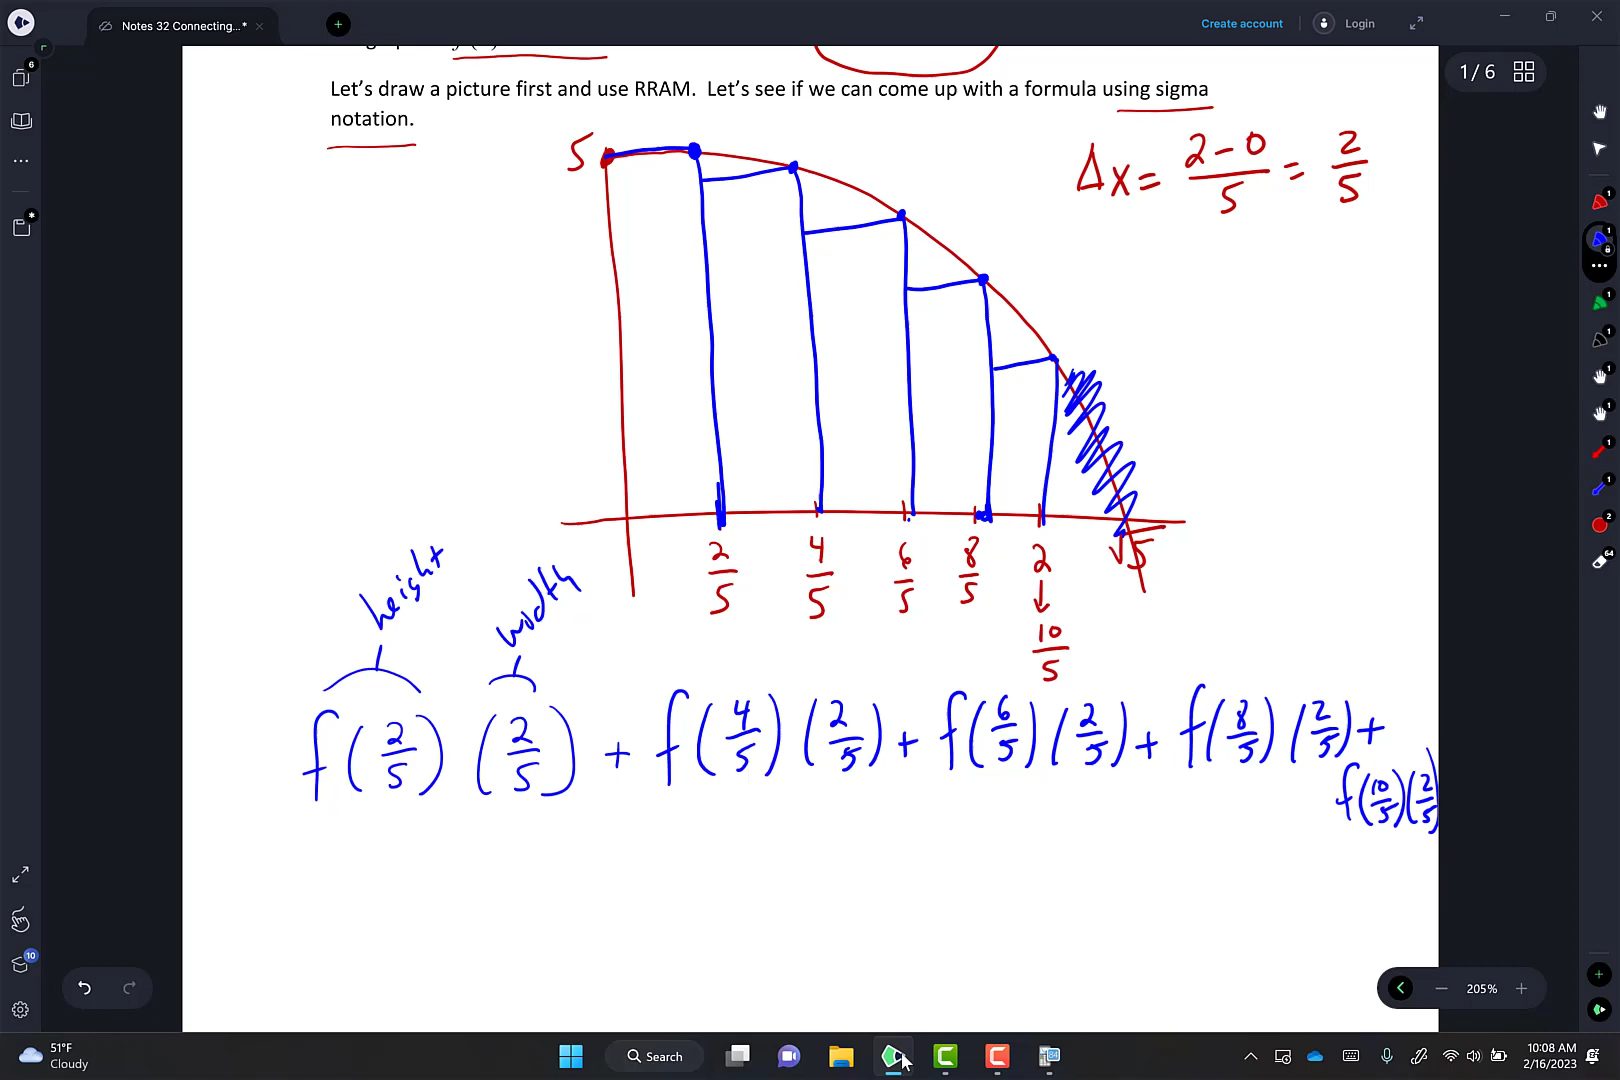 Notes 32 Connecting...*
Create account
Login
1 / 6
Let's draw a picture first and use RRAM. Let's see if we can come up with a formula using sigma
notation.
5
Δx = (2 - 0)/5 = 2/5
2/5 4/5 6/5 8/5 2 √5
↓
10/5
height width
f(2/5)(2/5) + f(4/5)(2/5) + f(6/5)(2/5) + f(8/5)(2/5) +
f(10/5)(2/5)
205%
51°F
Cloudy
Search
10:08 AM
2/16/2023